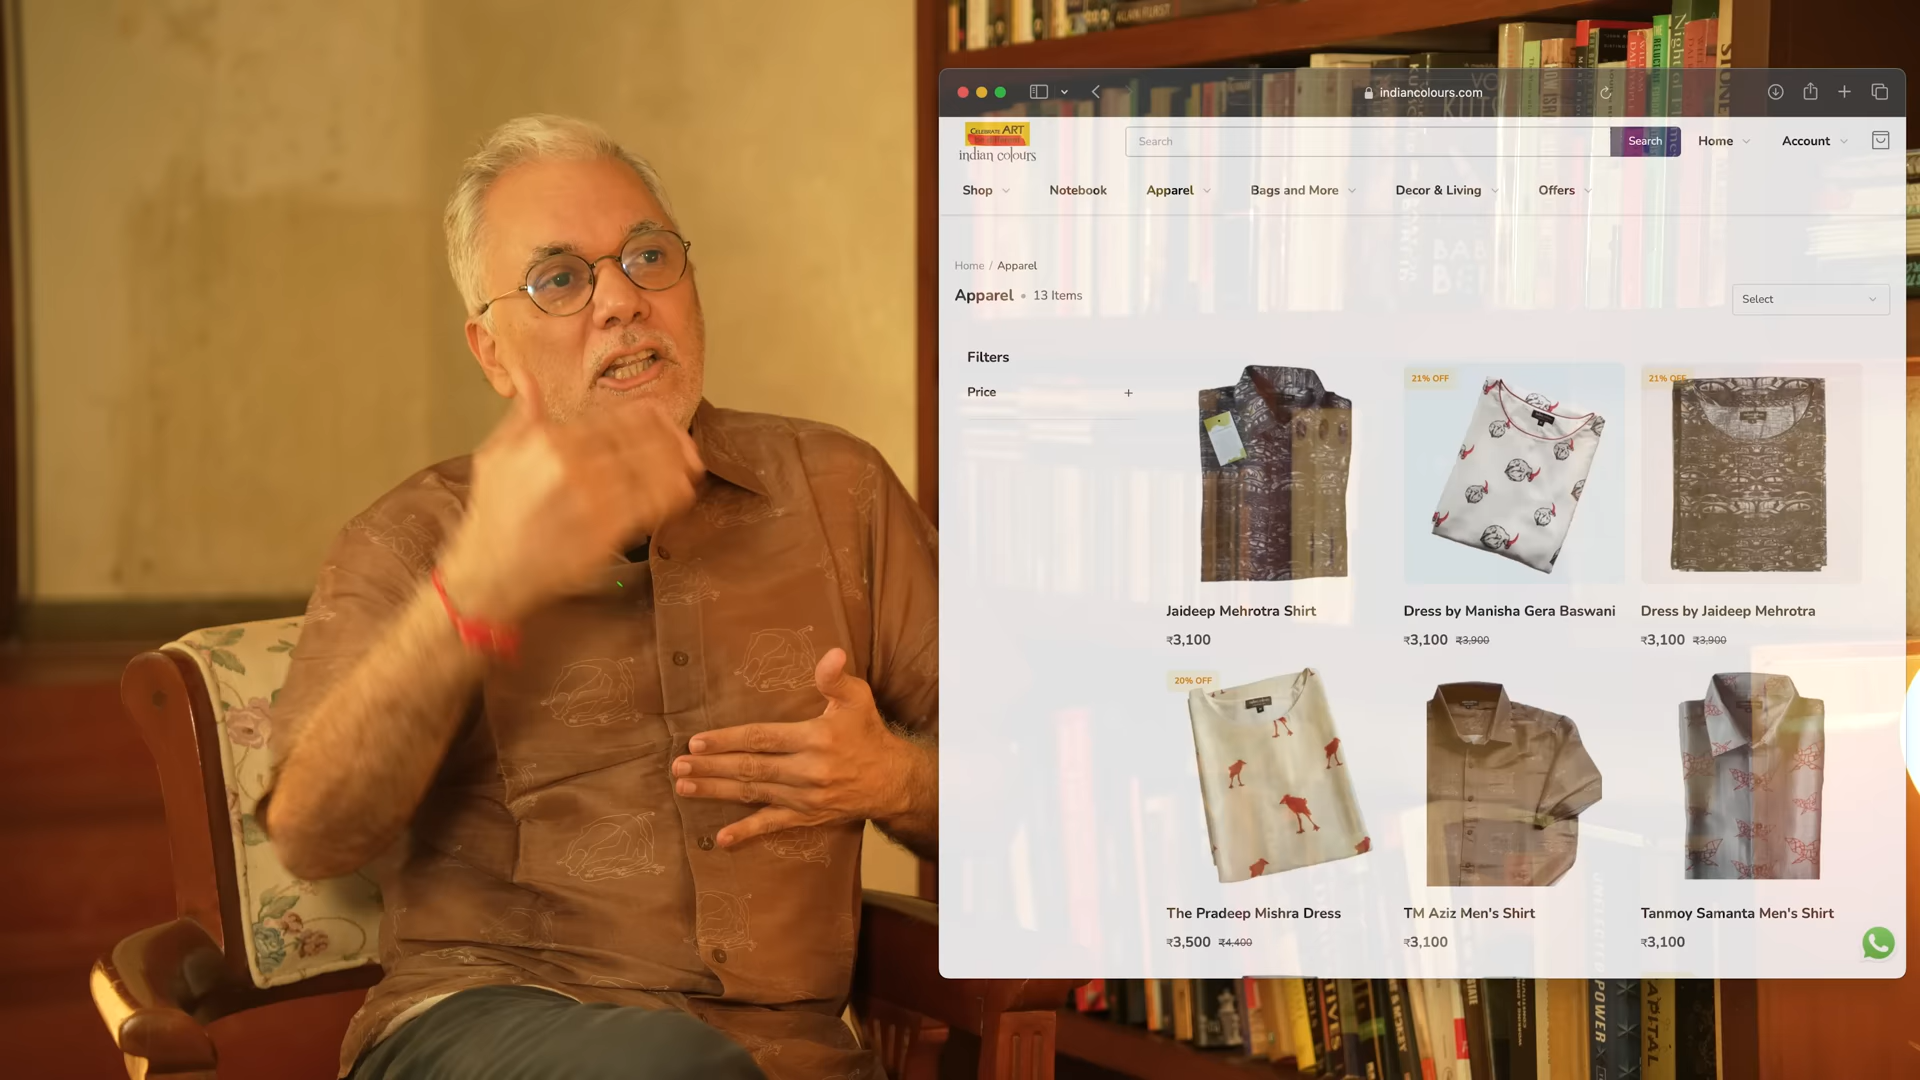 indiancolours.com
CELEBRATE ART
indian colours
Search
Search
Home
Account
Shop
Notebook
Apparel
Bags and More
Decor & Living
Offers
Home / Apparel
Apparel • 13 Items
Select
Filters
Price +
21% OFF
21% OFF
Jaideep Mehrotra Shirt
₹3,100
Dress by Manisha Gera Baswani
₹3,100 ₹3,900
Dress by Jaideep Mehrotra
₹3,100 ₹3,900
20% OFF
The Pradeep Mishra Dress
₹3,500 ₹4,400
TM Aziz Men's Shirt
₹3,100
Tanmoy Samanta Men's Shirt
₹3,100
POWER
CAPITAL